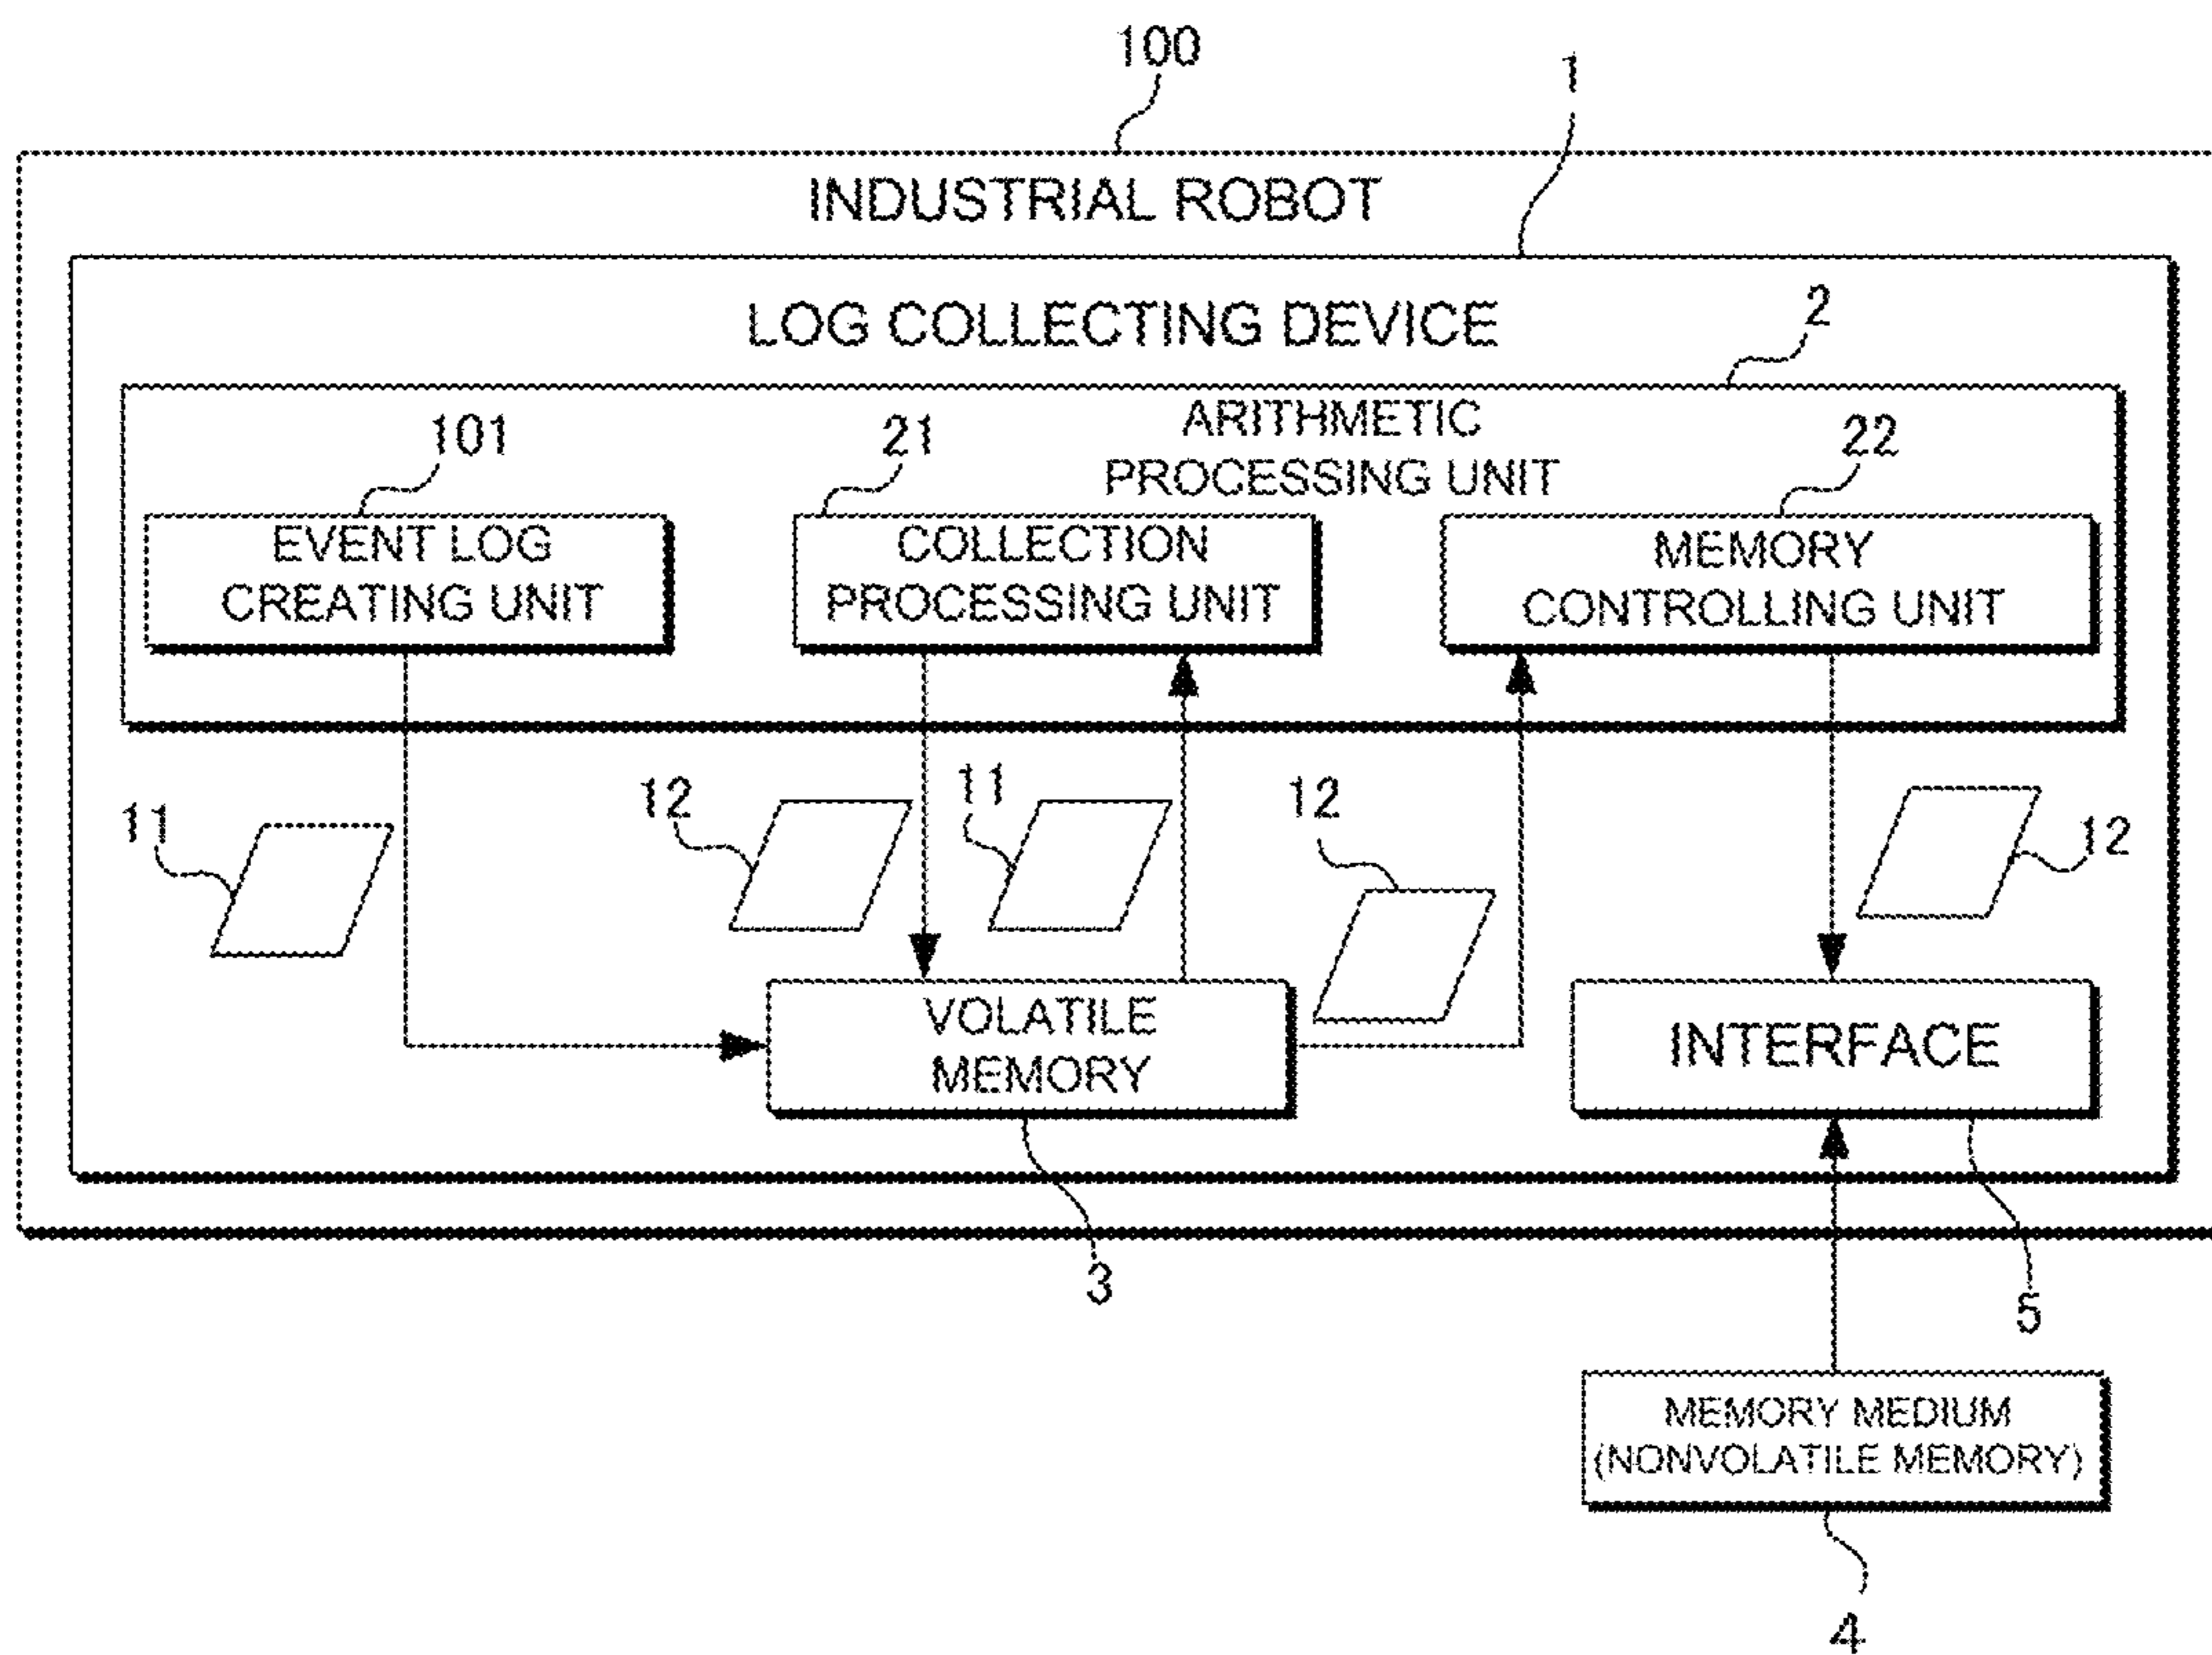 100
1
INDUSTRIAL ROBOT
LOG COLLECTING DEVICE
2
ARITHMETIC
PROCESSING UNIT
101
21
22
EVENT LOG
CREATING UNIT
COLLECTION
PROCESSING UNIT
MEMORY
CONTROLLING UNIT
11
12
11
12
12
VOLATILE
MEMORY
INTERFACE
3
5
MEMORY MEDIUM
(NONVOLATILE MEMORY)
4